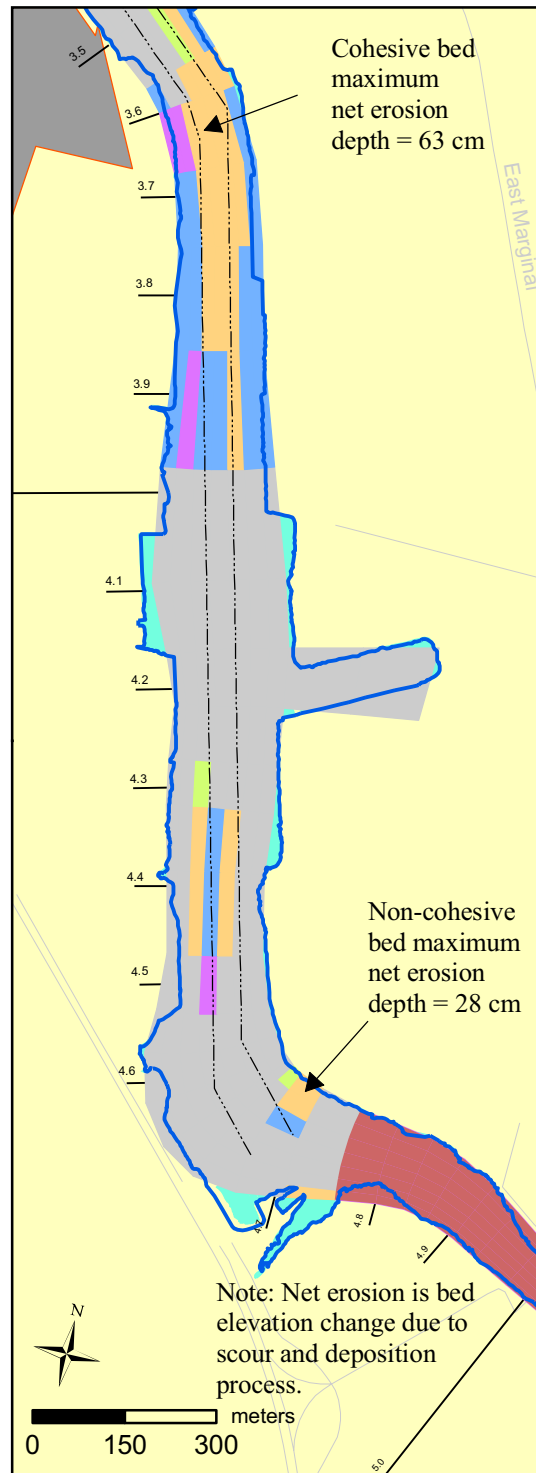 Cohesive bed
maximum
net erosion
depth = 63 cm
East Marginal
3.5
3.6
3.7
3.8
3.9
4.1
4.2
4.3
4.4
4.5
4.6
Non-cohesive
bed maximum
net erosion
depth = 28 cm
4.7
4.8
4.9
5.0
Note: Net erosion is bed
elevation change due to
scour and deposition
process.
N
meters
0 150 300